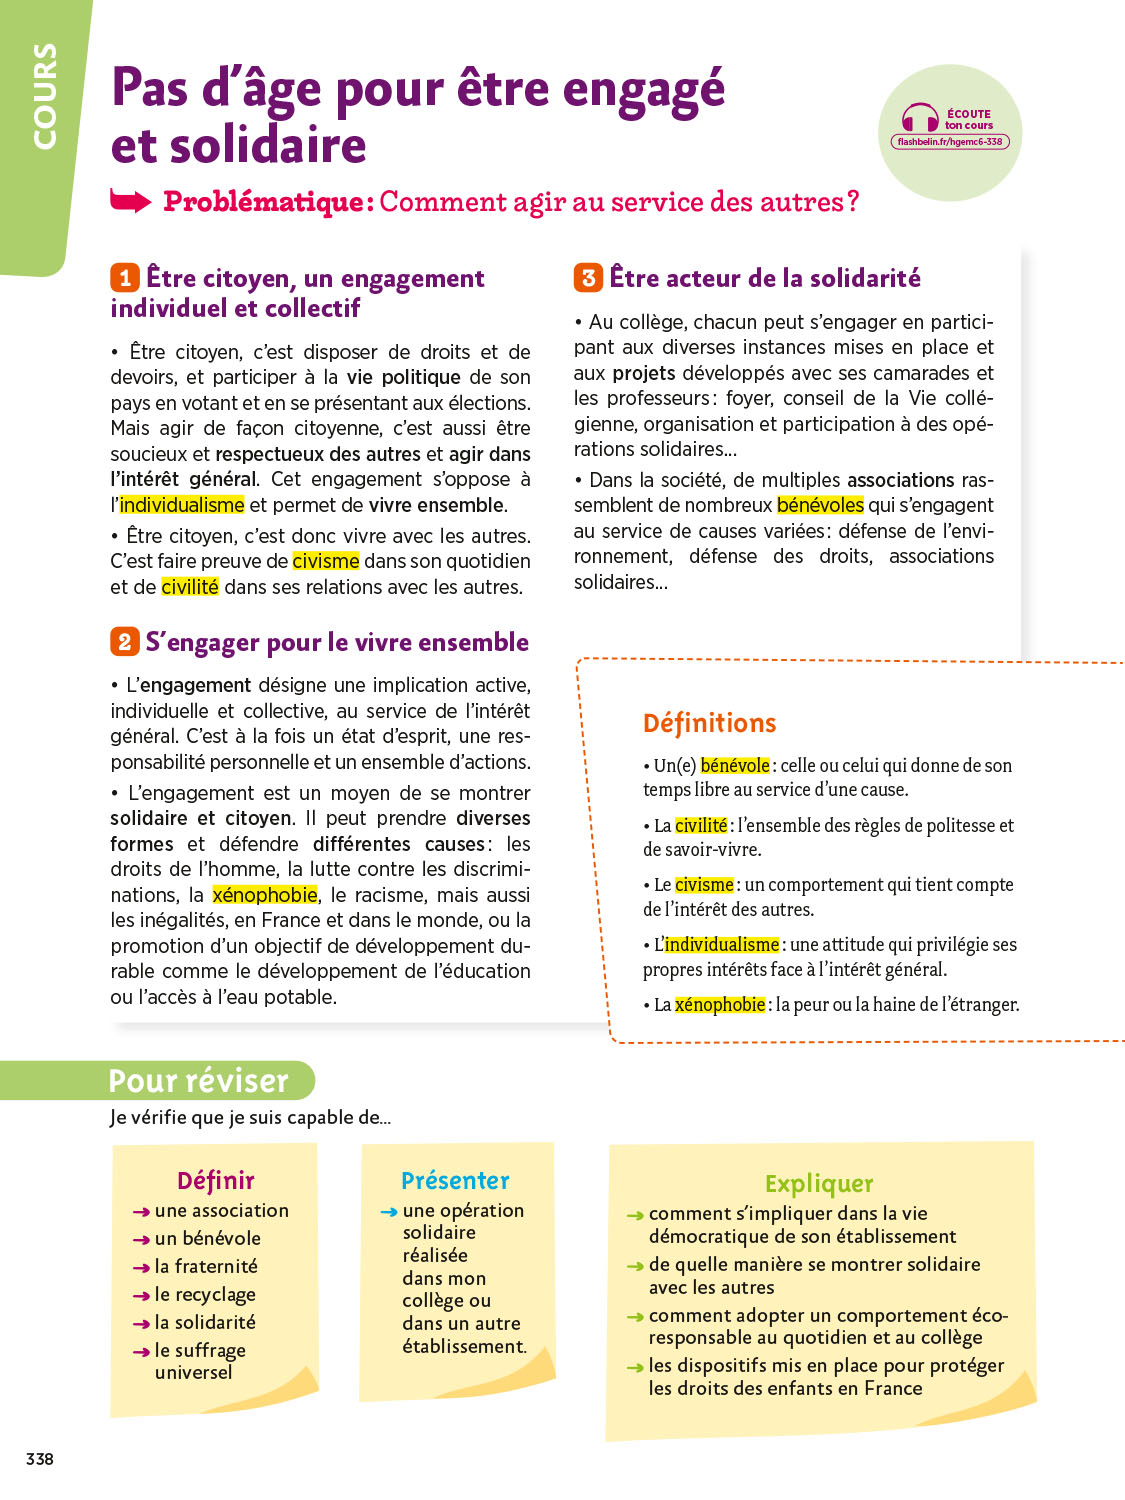 COURS
Pas d’âge pour être engagé
et solidaire
Problématique : Comment agir au service des autres ?
ÉCOUTE
ton cours
flashbelin.fr/hgemc6-338
1 Être citoyen, un engagement
individuel et collectif
• Être citoyen, c’est disposer de droits et de
devoirs, et participer à la vie politique de son
pays en votant et en se présentant aux élections.
Mais agir de façon citoyenne, c’est aussi être
soucieux et respectueux des autres et agir dans
l’intérêt général. Cet engagement s’oppose à
l’individualisme et permet de vivre ensemble.
• Être citoyen, c’est donc vivre avec les autres.
C’est faire preuve de civisme dans son quotidien
et de civilité dans ses relations avec les autres.
2 S’engager pour le vivre ensemble
• L’engagement désigne une implication active,
individuelle et collective, au service de l’intérêt
général. C’est à la fois un état d’esprit, une res-
ponsabilité personnelle et un ensemble d’actions.
• L’engagement est un moyen de se montrer
solidaire et citoyen. Il peut prendre diverses
formes et défendre différentes causes : les
droits de l’homme, la lutte contre les discrimi-
nations, la xénophobie, le racisme, mais aussi
les inégalités, en France et dans le monde, ou la
promotion d’un objectif de développement du-
rable comme le développement de l’éducation
ou l’accès à l’eau potable.
3 Être acteur de la solidarité
• Au collège, chacun peut s’engager en partici-
pant aux diverses instances mises en place et
aux projets développés avec ses camarades et
les professeurs : foyer, conseil de la Vie collé-
gienne, organisation et participation à des opé-
rations solidaires...
• Dans la société, de multiples associations ras-
semblent de nombreux bénévoles qui s’engagent
au service de causes variées : défense de l’envi-
ronnement, défense des droits, associations
solidaires...
Définitions
• Un(e) bénévole : celle ou celui qui donne de son
temps libre au service d’une cause.
• La civilité : l’ensemble des règles de politesse et
de savoir-vivre.
• Le civisme : un comportement qui tient compte
de l’intérêt des autres.
• L’individualisme : une attitude qui privilégie ses
propres intérêts face à l’intérêt général.
• La xénophobie : la peur ou la haine de l’étranger.
Pour réviser
Je vérifie que je suis capable de...
Définir
➔ une association
➔ un bénévole
➔ la fraternité
➔ le recyclage
➔ la solidarité
➔ le suffrage
universel
Présenter
➔ une opération
solidaire
réalisée
dans mon
collège ou
dans un autre
établissement.
Expliquer
➔ comment s’impliquer dans la vie
démocratique de son établissement
➔ de quelle manière se montrer solidaire
avec les autres
➔ comment adopter un comportement éco-
responsable au quotidien et au collège
➔ les dispositifs mis en place pour protéger
les droits des enfants en France
338